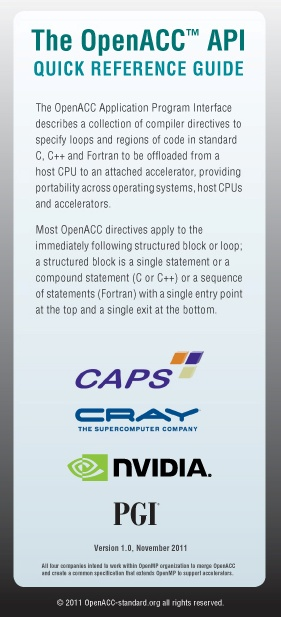 The OpenACC™ API
QUICK REFERENCE GUIDE
The OpenACC Application Program Interface
describes a collection of compiler directives to
specify loops and regions of code in standard
C, C++ and Fortran to be offloaded from a
host CPU to an attached accelerator, providing
portability across operating systems, host CPUs
and accelerators.
Most OpenACC directives apply to the
immediately following structured block or loop;
a structured block is a single statement or a
compound statement (C or C++) or a sequence
of statements (Fortran) with a single entry point
at the top and a single exit at the bottom.
CAPS
CRAY
THE SUPERCOMPUTER COMPANY
NVIDIA.
PGI
Version 1.0, November 2011
All four companies intend to work within OpenMP organization to merge OpenACC
and create a common specification that extends OpenMP to support accelerators.
© 2011 OpenACC-standard.org all rights reserved.